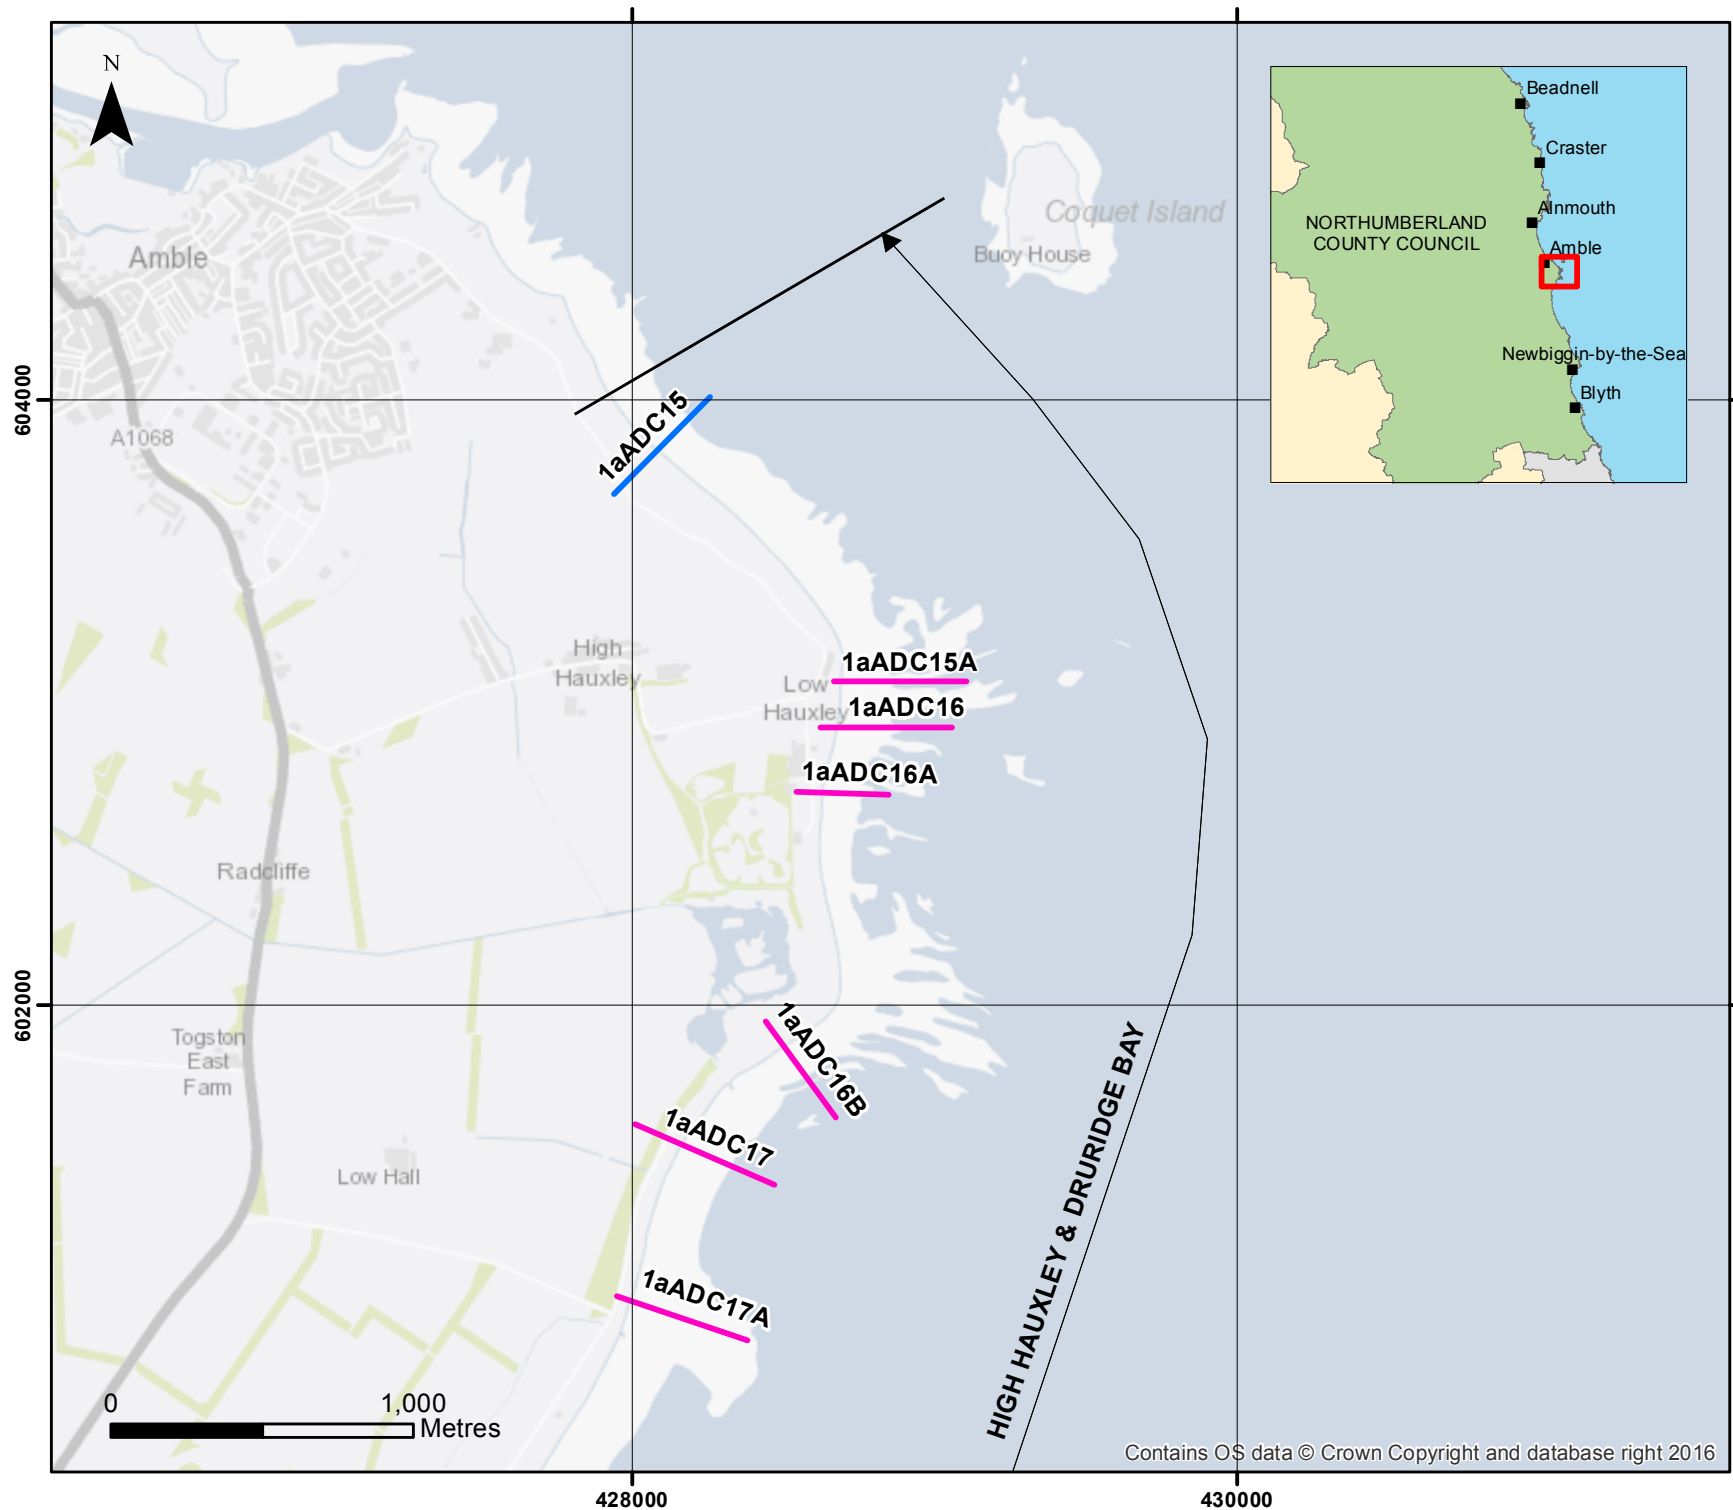 N
Beadnell
Craster
Alnmouth
Amble
NORTHUMBERLAND
COUNTY COUNCIL
Newbiggin-by-the-Sea
Blyth
Coquet Island
Buoy House
Amble
604000
A1068
1aADC15
High
Hauxley
1aADC15A
Low
Hauxley
1aADC16
1aADC16A
Radcliffe
602000
Togston
East
Farm
1aADC16B
1aADC17
Low Hall
1aADC17A
HIGH HAUXLEY & DRURIDGE BAY
0 1,000
Metres
Contains OS data © Crown Copyright and database right 2016
428000
430000